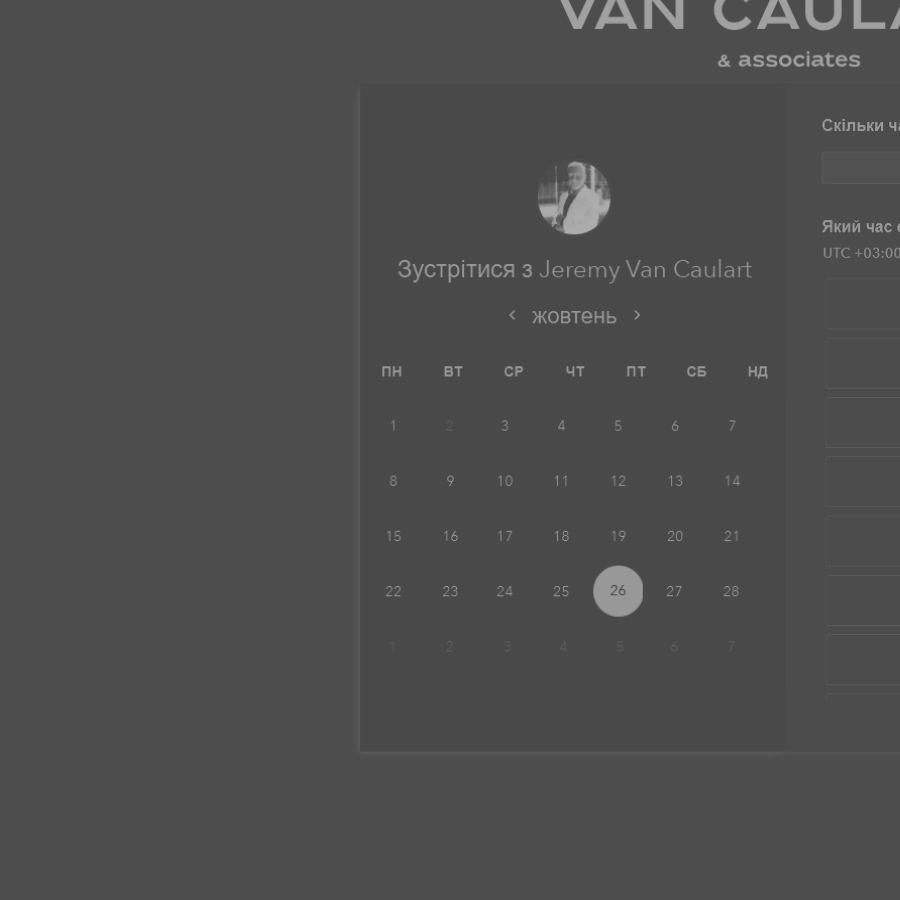 VAN CAULA
& associates
Зустрітися з Jeremy Van Caulart
жовтень
ПН ВТ СР ЧТ ПТ СБ НД
1 2 3 4 5 6 7
8 9 10 11 12 13 14
15 16 17 18 19 20 21
22 23 24 25 26 27 28
1 2 3 4 5 6 7
Скільки ч
Який час
UTC +03:00